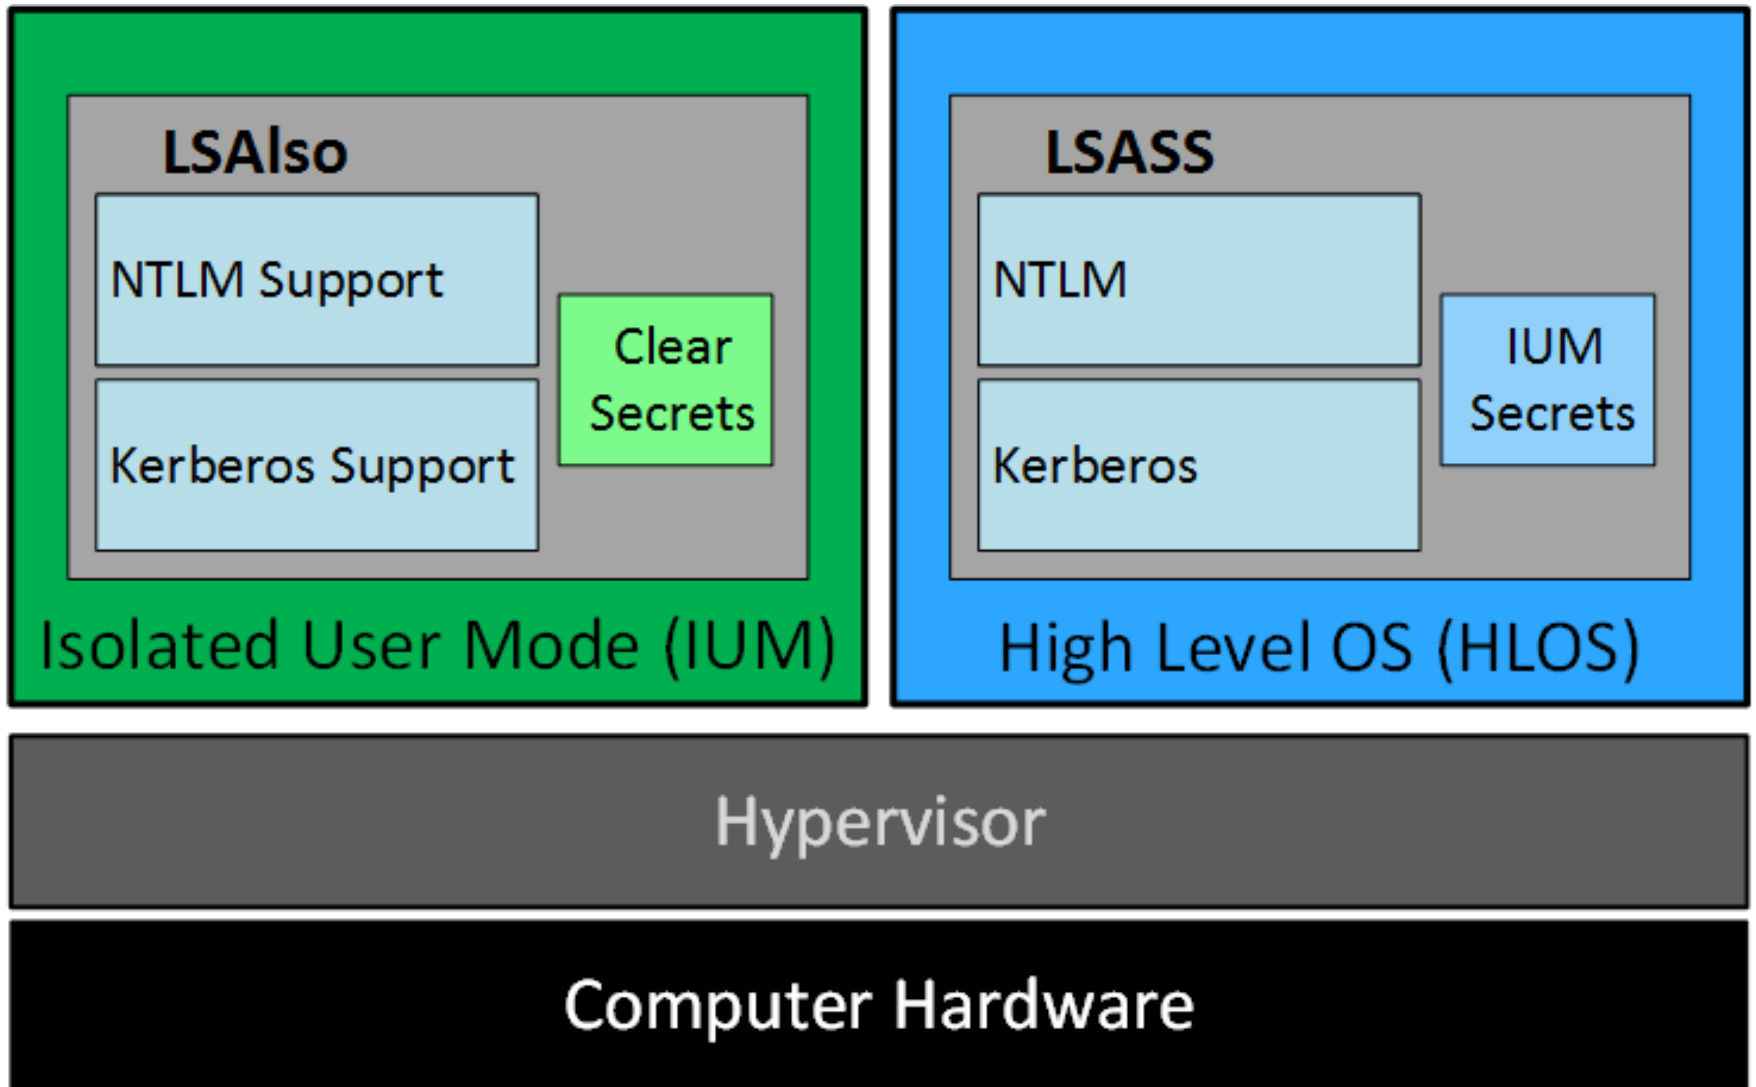 LSAIso
NTLM Support
Kerberos Support
Clear
Secrets
Isolated User Mode (IUM)
LSASS
NTLM
Kerberos
IUM
Secrets
High Level OS (HLOS)
Hypervisor
Computer Hardware